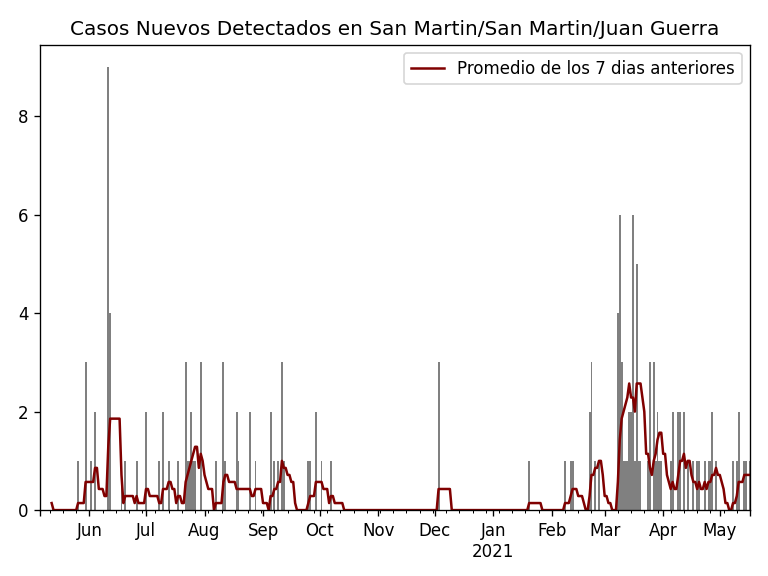 Casos Nuevos Detectados en San Martin/San Martin/Juan Guerra
Promedio de los 7 dias anteriores
8
6
4
2
0
Jun Jul Aug Sep Oct Nov Dec Jan Feb Mar Apr May
2021